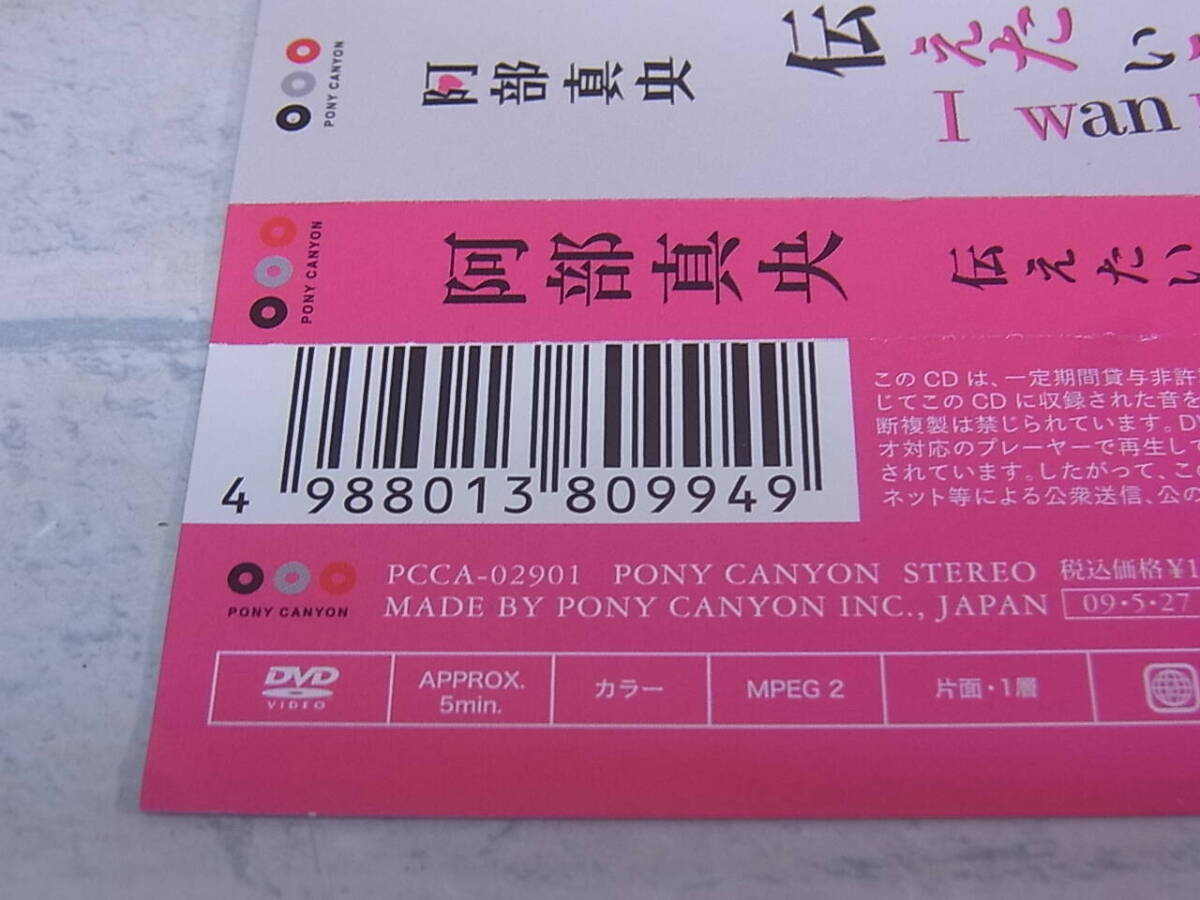 PONY CANYON
阿部真央
伝えたい
I wan
PONY CANYON
阿部真央 伝えたい
4 988013 809949
このCDは、一定期間貸与非許
じてこのCDに収録された音を
断複製は禁じられています。D
オ対応のプレーヤーで再生して
されています。したがって、こ
ネット等による公衆送信、公の
PONY CANYON
PCCA-02901 PONY CANYON STEREO 税込価格¥1
MADE BY PONY CANYON INC., JAPAN 09・5・27
DVD VIDEO
APPROX. 5min.
カラー
MPEG 2
片面・1層